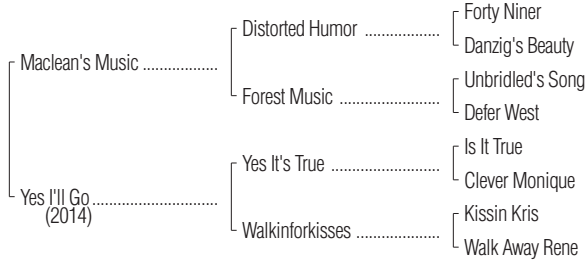 Forty Niner
Distorted Humor ..................
Danzig's Beauty
Maclean's Music ..................
Unbridled's Song
Forest Music ........................
Defer West
Is It True
Yes It's True ..........................
Clever Monique
Yes I'll Go ..............................
(2014)
Kissin Kris
Walkinforkisses ....................
Walk Away Rene